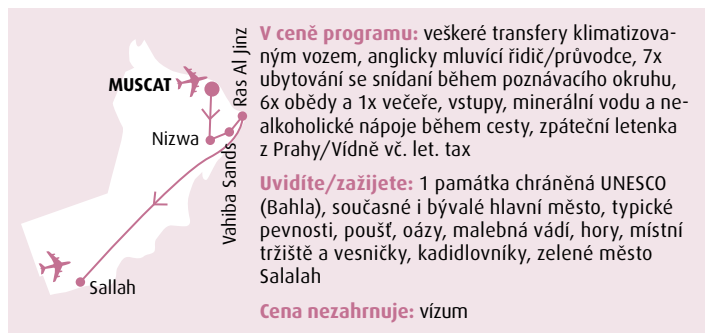 MUSCAT
Nizwa
Vahiba Sands
Ras Al Jinz
Sallah
V ceně programu: veškeré transfery klimatizova-
ným vozem, anglicky mluvící řidič/průvodce, 7x
ubytování se snídaní během poznávacího okruhu,
6x obědy a 1x večeře, vstupy, minerální vodu a ne-
alkoholické nápoje během cesty, zpáteční letenka
z Prahy/Vídně vč. let. tax
Uvidíte/zažijete: 1 památka chráněná UNESCO
(Bahla), současné i bývalé hlavní město, typické
pevnosti, poušť, oázy, malebná vádí, hory, místní
tržiště a vesničky, kadidlovníky, zelené město
Salalah
Cena nezahrnuje: vízum